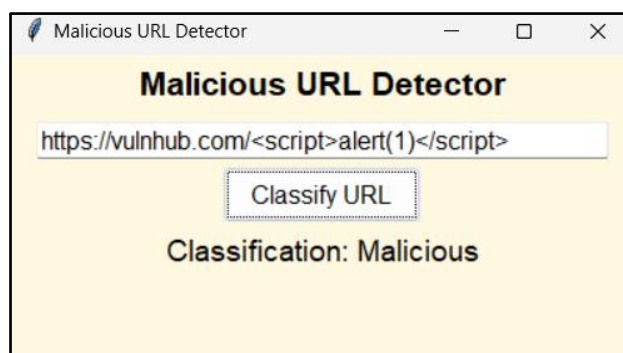 Malicious URL Detector
Malicious URL Detector
https://vulnhub.com/<script>alert(1)</script>
Classify URL
Classification: Malicious